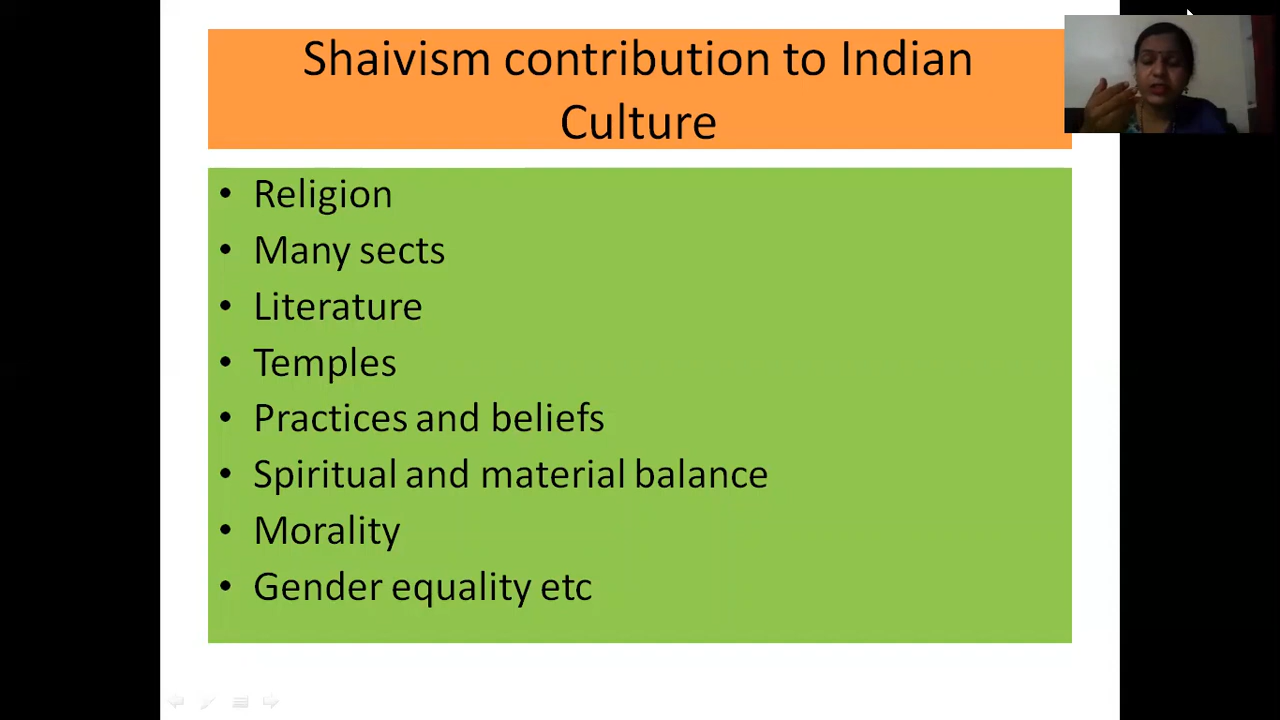 Shaivism contribution to Indian
Culture
• Religion
• Many sects
• Literature
• Temples
• Practices and beliefs
• Spiritual and material balance
• Morality
• Gender equality etc